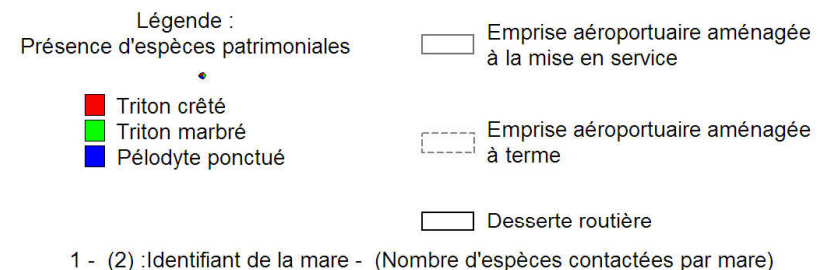 Légende :
Présence d'espèces patrimoniales
Triton crêté
Triton marbré
Pélodyte ponctué
Emprise aéroportuaire aménagée
à la mise en service
Emprise aéroportuaire aménagée
à terme
Desserte routière
1 - (2) :Identifiant de la mare - (Nombre d'espèces contactées par mare)